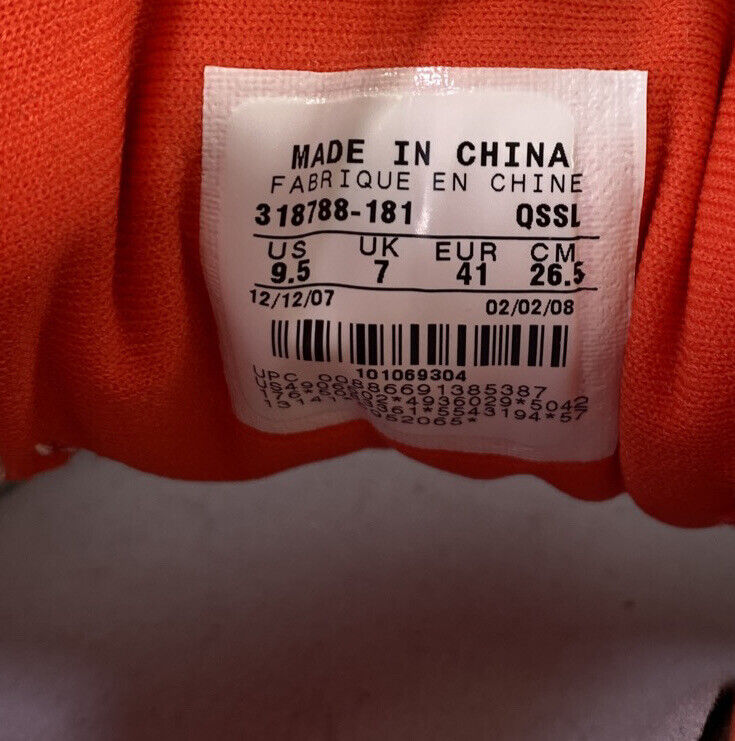 MADE IN CHINA
FABRIQUE EN CHINE
318788-181 QSSL
US UK EUR CM
9.5 7 41 26.5
12/12/07 02/02/08
101069304
UPC 00886691385387